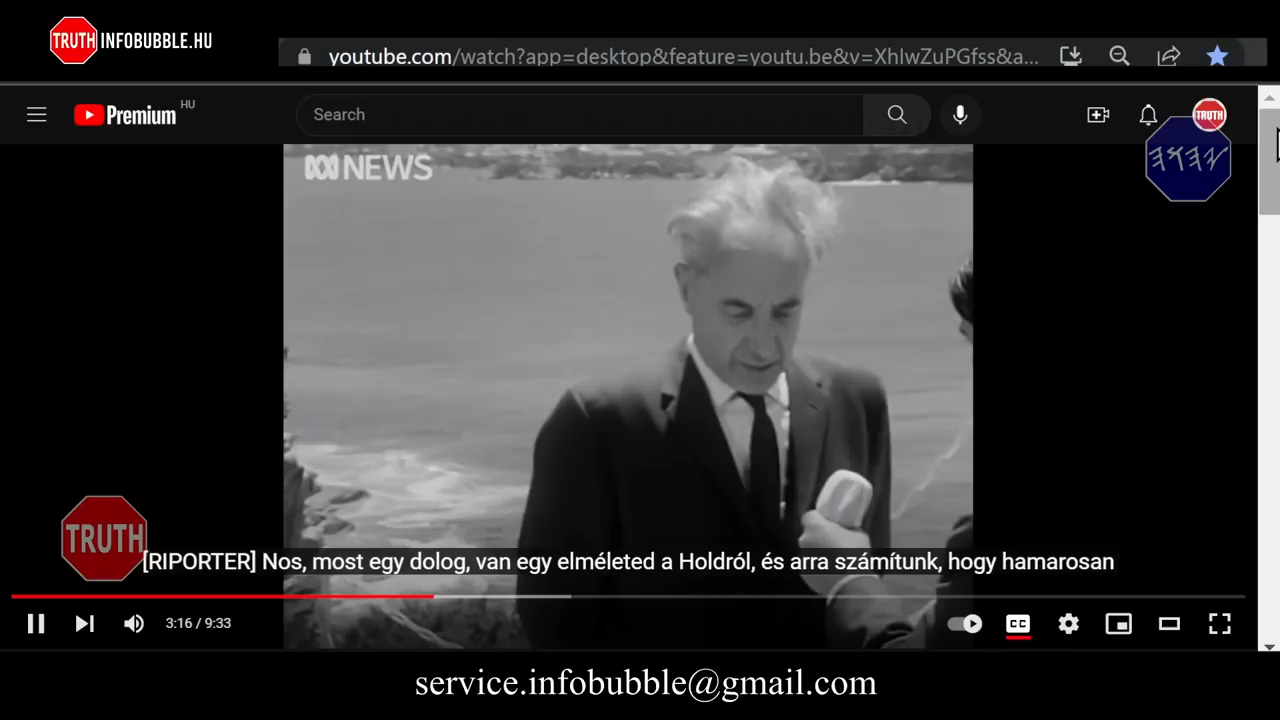 TRUTH INFOBUBBLE.HU
youtube.com/watch?app=desktop&feature=youtu.be&v=XhlwZuPGfss&a...
Premium HU
Search
TRUTH
NEWS
𐤉𐤄𐤅𐤄
TRUTH
[RIPORTER] Nos, most egy dolog, van egy elméleted a Holdról, és arra számítunk, hogy hamarosan
3:16 / 9:33
CC
service.infobubble@gmail.com